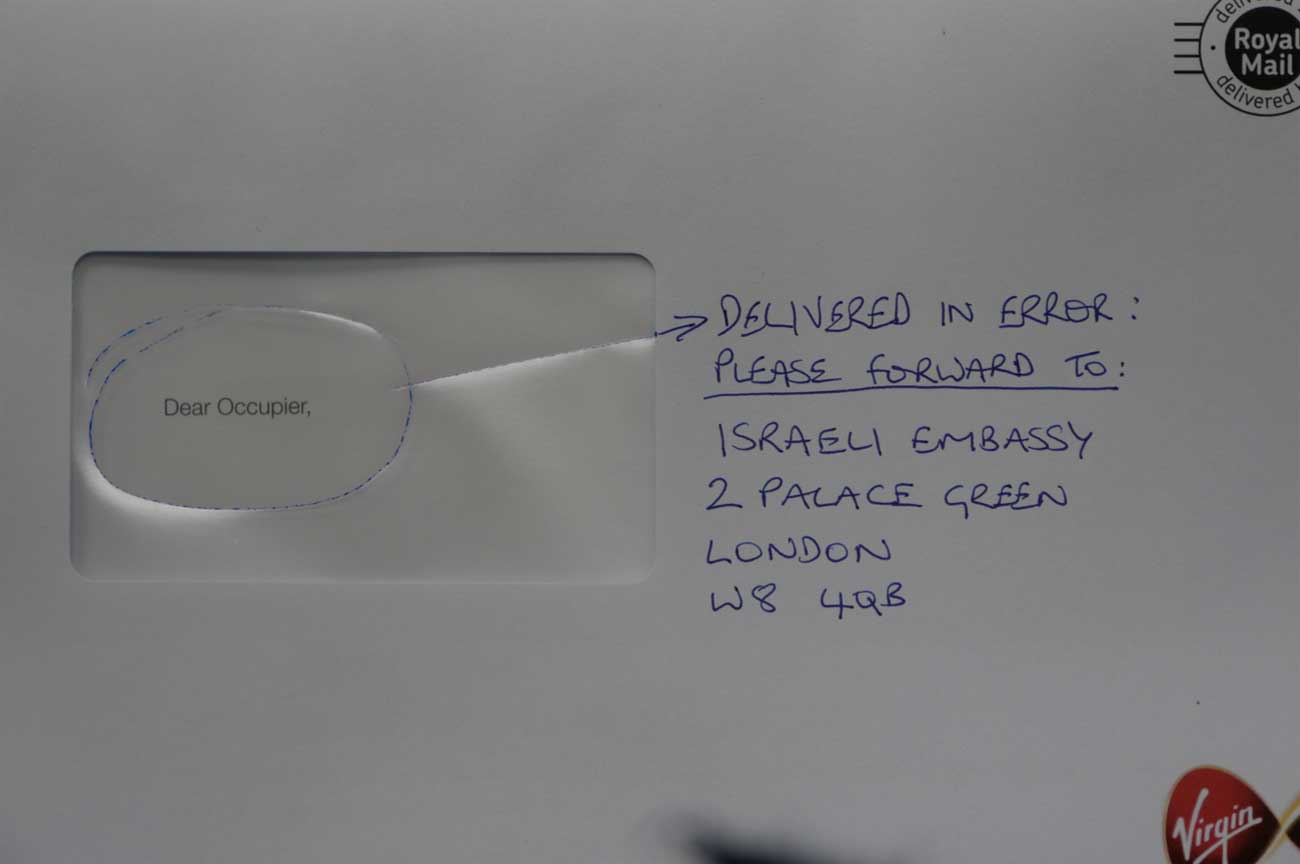 delivered
Royal
Mail
delivered
Dear Occupier,
DELIVERED IN ERROR:
PLEASE FORWARD TO:
ISRAELI EMBASSY
2 PALACE GREEN
LONDON
W8 4QB
Virgin